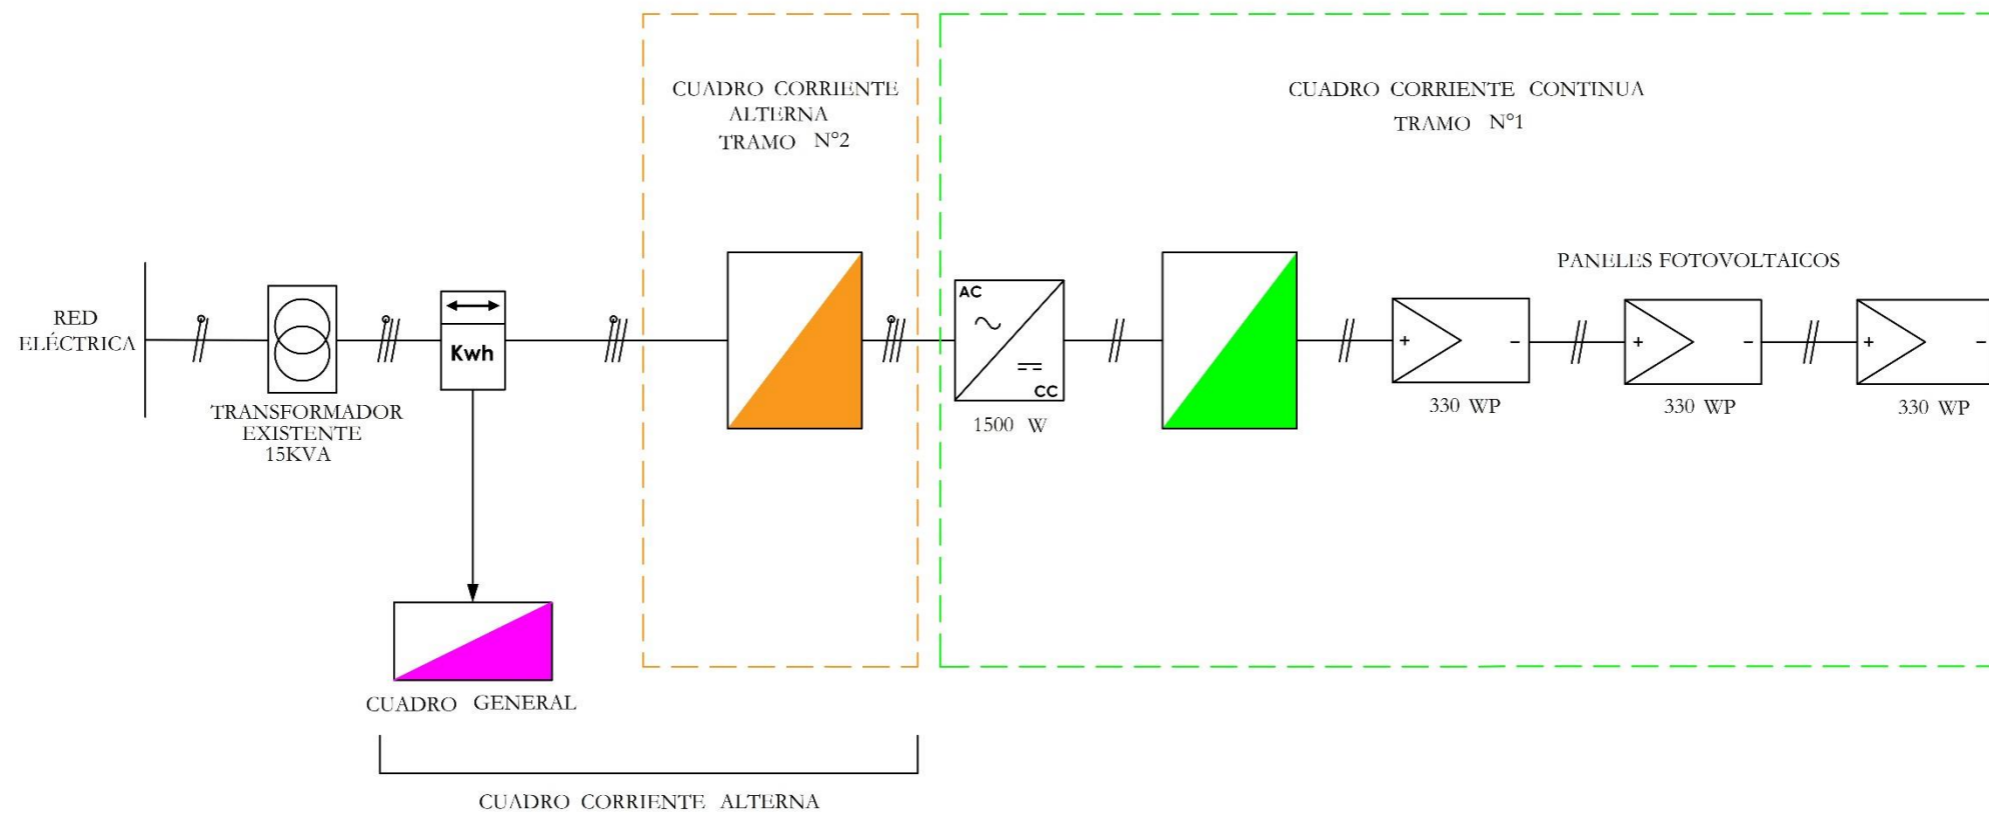 CUADRO CORRIENTE
ALTERNA
TRAMO N°2
CUADRO CORRIENTE CONTINUA
TRAMO N°1
RED
ELÉCTRICA
TRANSFORMADOR
EXISTENTE
15KVA
Kwh
AC
CC
1500 W
PANELES FOTOVOLTAICOS
+ −
+ −
+ −
330 WP
330 WP
330 WP
CUADRO GENERAL
CUADRO CORRIENTE ALTERNA